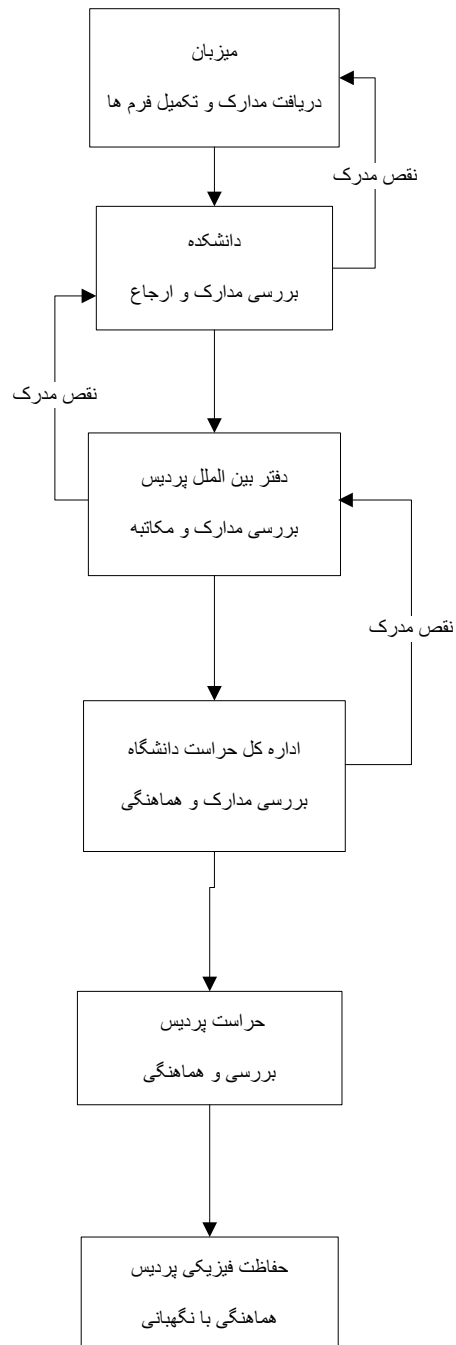 میزبان
دریافت مدارک و تکمیل فرم ها
نقص مدرک
دانشکده
بررسی مدارک و ارجاع
نقص مدرک
دفتر بین الملل پردیس
بررسی مدارک و مکاتبه
نقص مدرک
اداره کل حراست دانشگاه
بررسی مدارک و هماهنگی
حراست پردیس
بررسی و هماهنگی
حفاظت فیزیکی پردیس
هماهنگی با نگهبانی